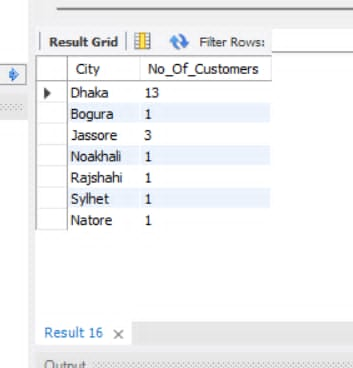 Result Grid Filter Rows:
City No_Of_Customers
Dhaka 13
Bogura 1
Jassore 3
Noakhali 1
Rajshahi 1
Sylhet 1
Natore 1
Result 16 ×
Output